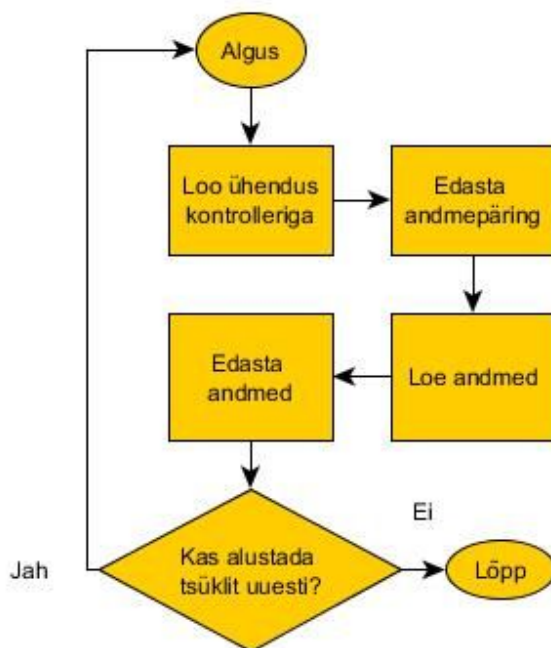 Algus
Loo ühendus
kontrolleriga
Edasta
andmepäring
Loe andmed
Edasta
andmed
Kas alustada
tsüklit uuesti?
Jah
Ei
Lõpp